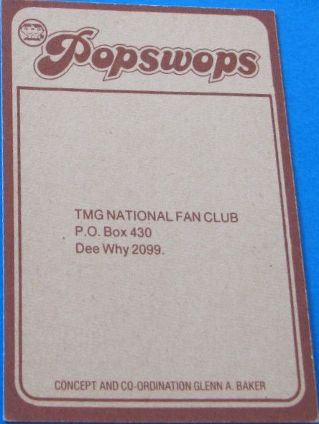 Popswops
TMG NATIONAL FAN CLUB
P.O. Box 430
Dee Why 2099.
CONCEPT AND CO-ORDINATION GLENN A. BAKER